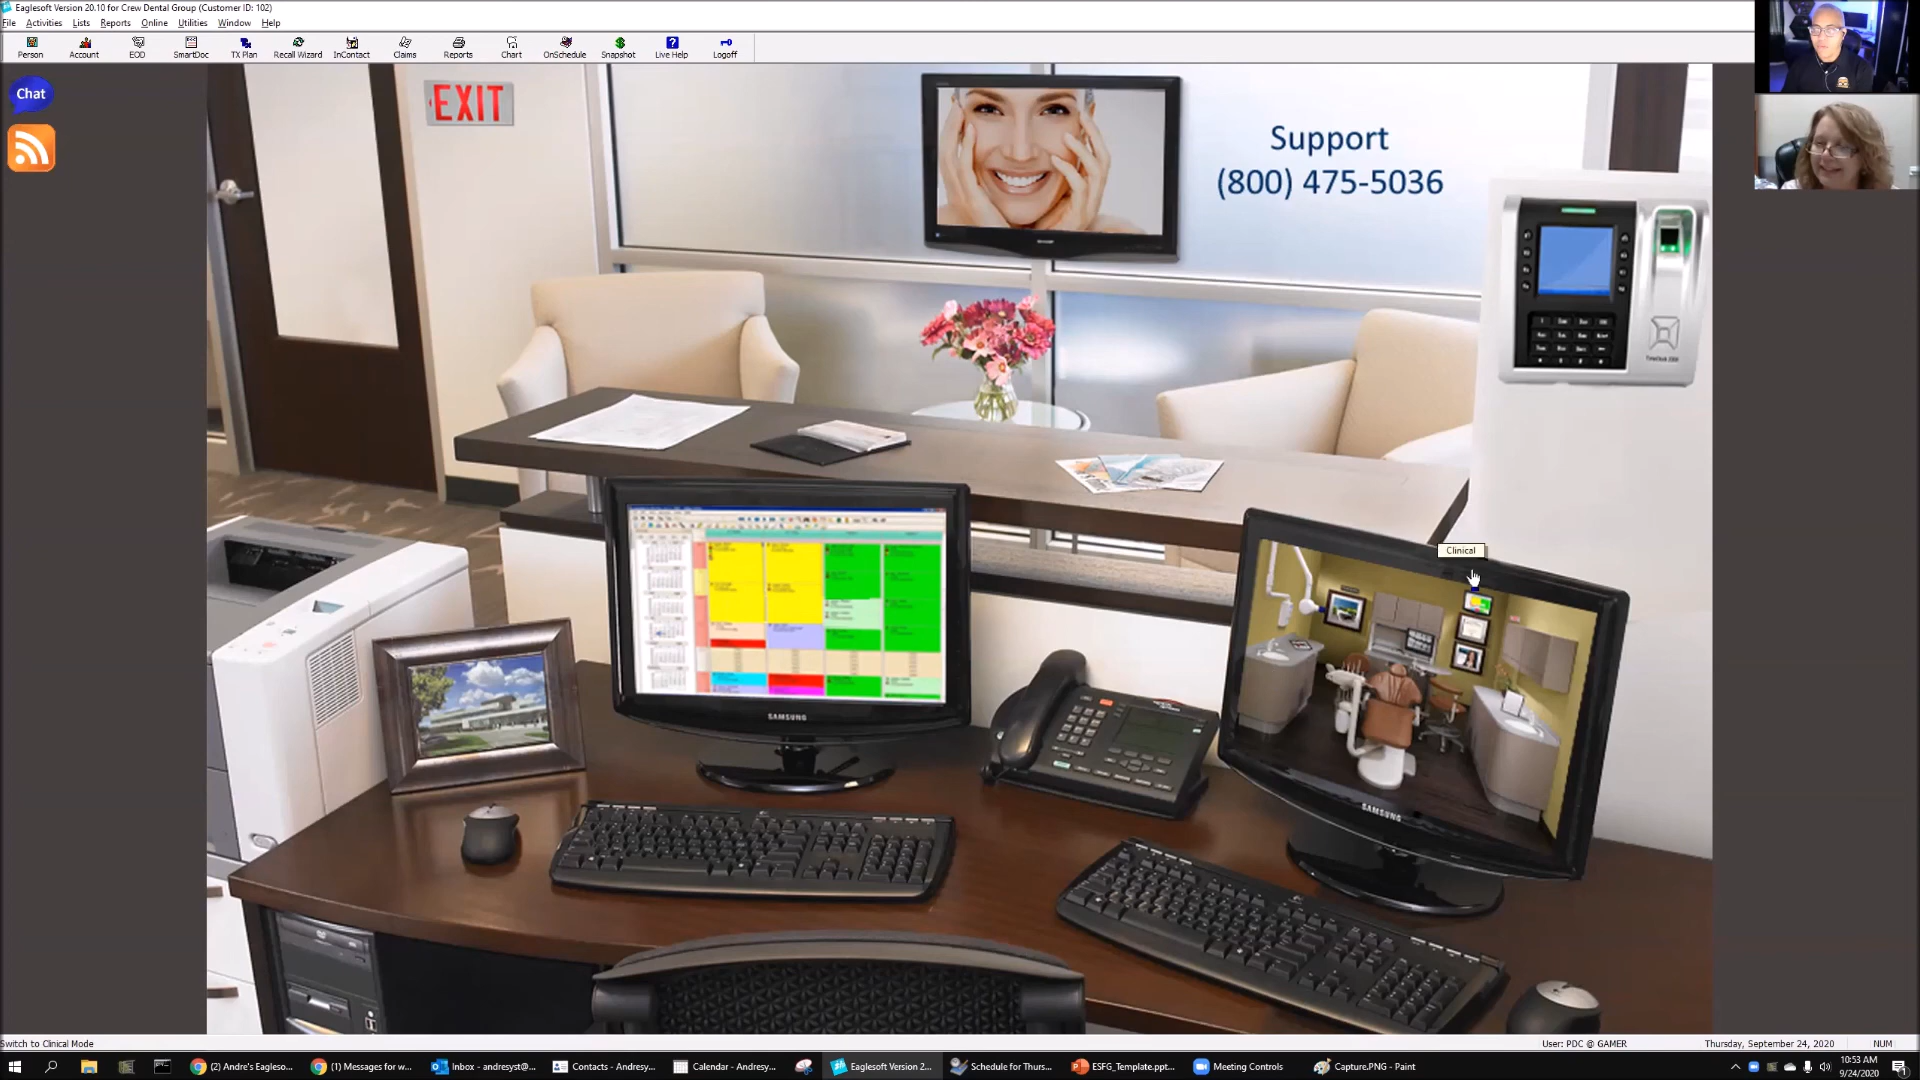 Eaglesoft Version 20.10 for Crew Dental Group (Customer ID: 102)
File Activities Lists Reports Online Utilities Window Help
Person Account EOD SmartDoc TX Plan Recall Wizard InContact Claims Reports Chart OnSchedule Snapshot Live Help Logoff
Chat
EXIT
Support
(800) 475-5036
Clinical
SAMSUNG
SAMSUNG
Switch to Clinical Mode
User: PDC @ GAMER
Thursday, September 24, 2020
NUM
(2) Andre's Eagleso...
(1) Messages for w...
Inbox - andresyst@...
Contacts - Andresy...
Calendar - Andresy...
Eaglesoft Version 2...
Schedule for Thurs...
ESFG_Template.ppt...
Meeting Controls
Capture.PNG - Paint
10:53 AM
9/24/2020